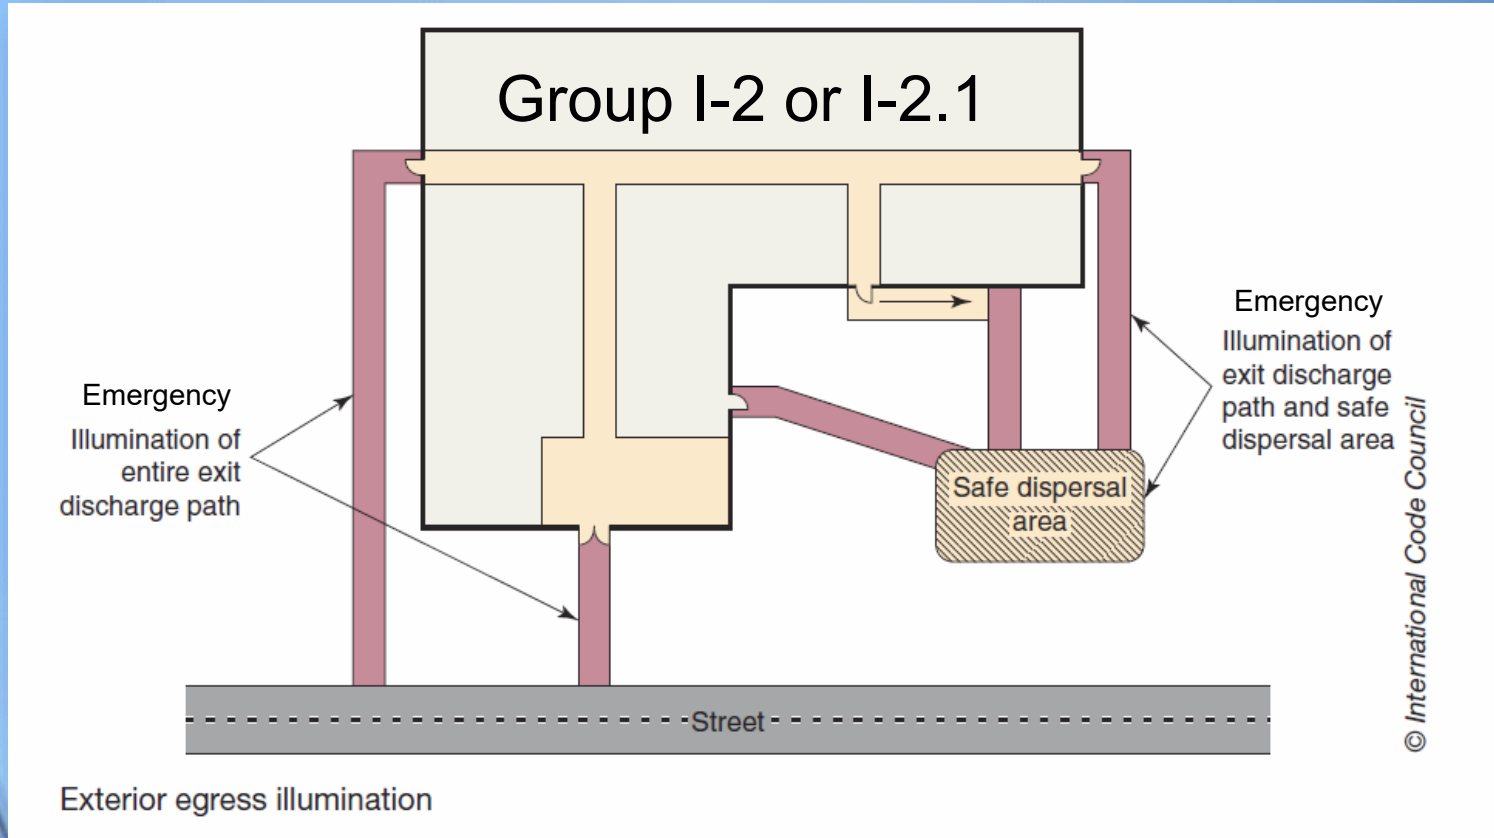 Group I-2 or I-2.1
Emergency
Illumination of
entire exit
discharge path
Emergency
Illumination of
exit discharge
path and safe
dispersal area
Safe dispersal
area
Street
© International Code Council
Exterior egress illumination